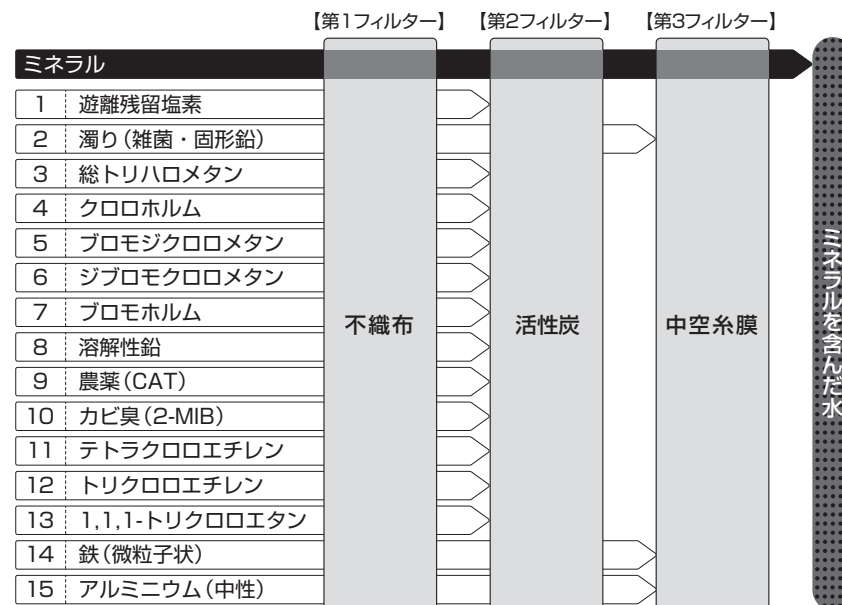 【第1フィルター】 【第2フィルター】 【第3フィルター】
ミネラル
1 遊離残留塩素
2 濁り(雑菌・固形鉛)
3 総トリハロメタン
4 クロロホルム
5 ブロモジクロロメタン
6 ジブロモクロロメタン
7 ブロモホルム
8 溶解性鉛
9 農薬(CAT)
10 カビ臭(2-MIB)
11 テトラクロロエチレン
12 トリクロロエチレン
13 1,1,1-トリクロロエタン
14 鉄(微粒子状)
15 アルミニウム(中性)
不織布
活性炭
中空糸膜
ミネラルを含んだ水